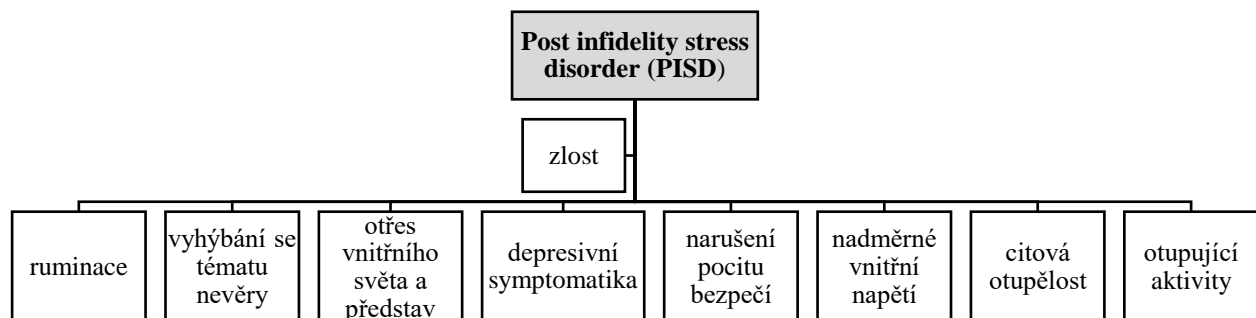 Post infidelity stress
disorder (PISD)
zlost
ruminace
vyhýbání se
tématu
nevěry
otřes
vnitřního
světa a
představ
depresivní
symptomatika
narušení
pocitu
bezpečí
nadměrné
vnitřní
napětí
citová
otupělost
otupující
aktivity